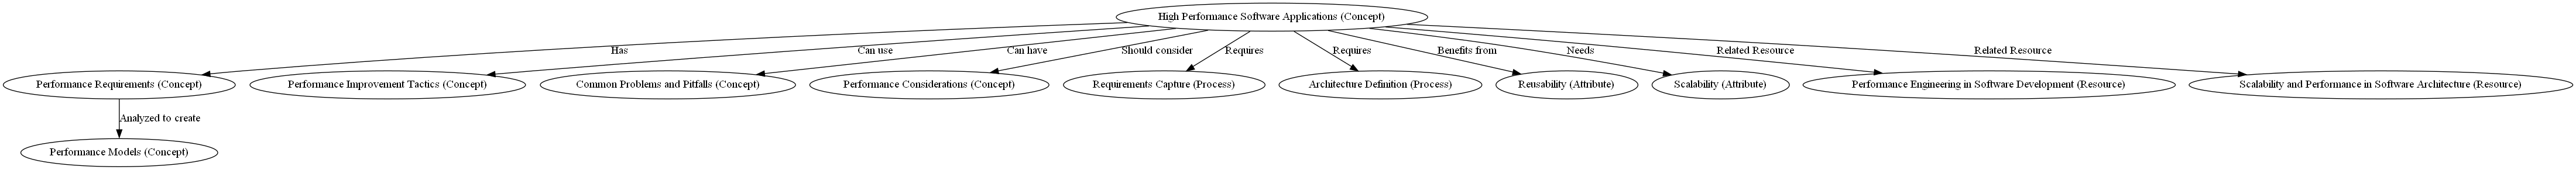 High Performance Software Applications (Concept)
Has
Can use
Can have
Should consider
Requires
Requires
Benefits from
Needs
Related Resource
Related Resource
Performance Requirements (Concept)
Performance Improvement Tactics (Concept)
Common Problems and Pitfalls (Concept)
Performance Considerations (Concept)
Requirements Capture (Process)
Architecture Definition (Process)
Reusability (Attribute)
Scalability (Attribute)
Performance Engineering in Software Development (Resource)
Scalability and Performance in Software Architecture (Resource)
Analyzed to create
Performance Models (Concept)